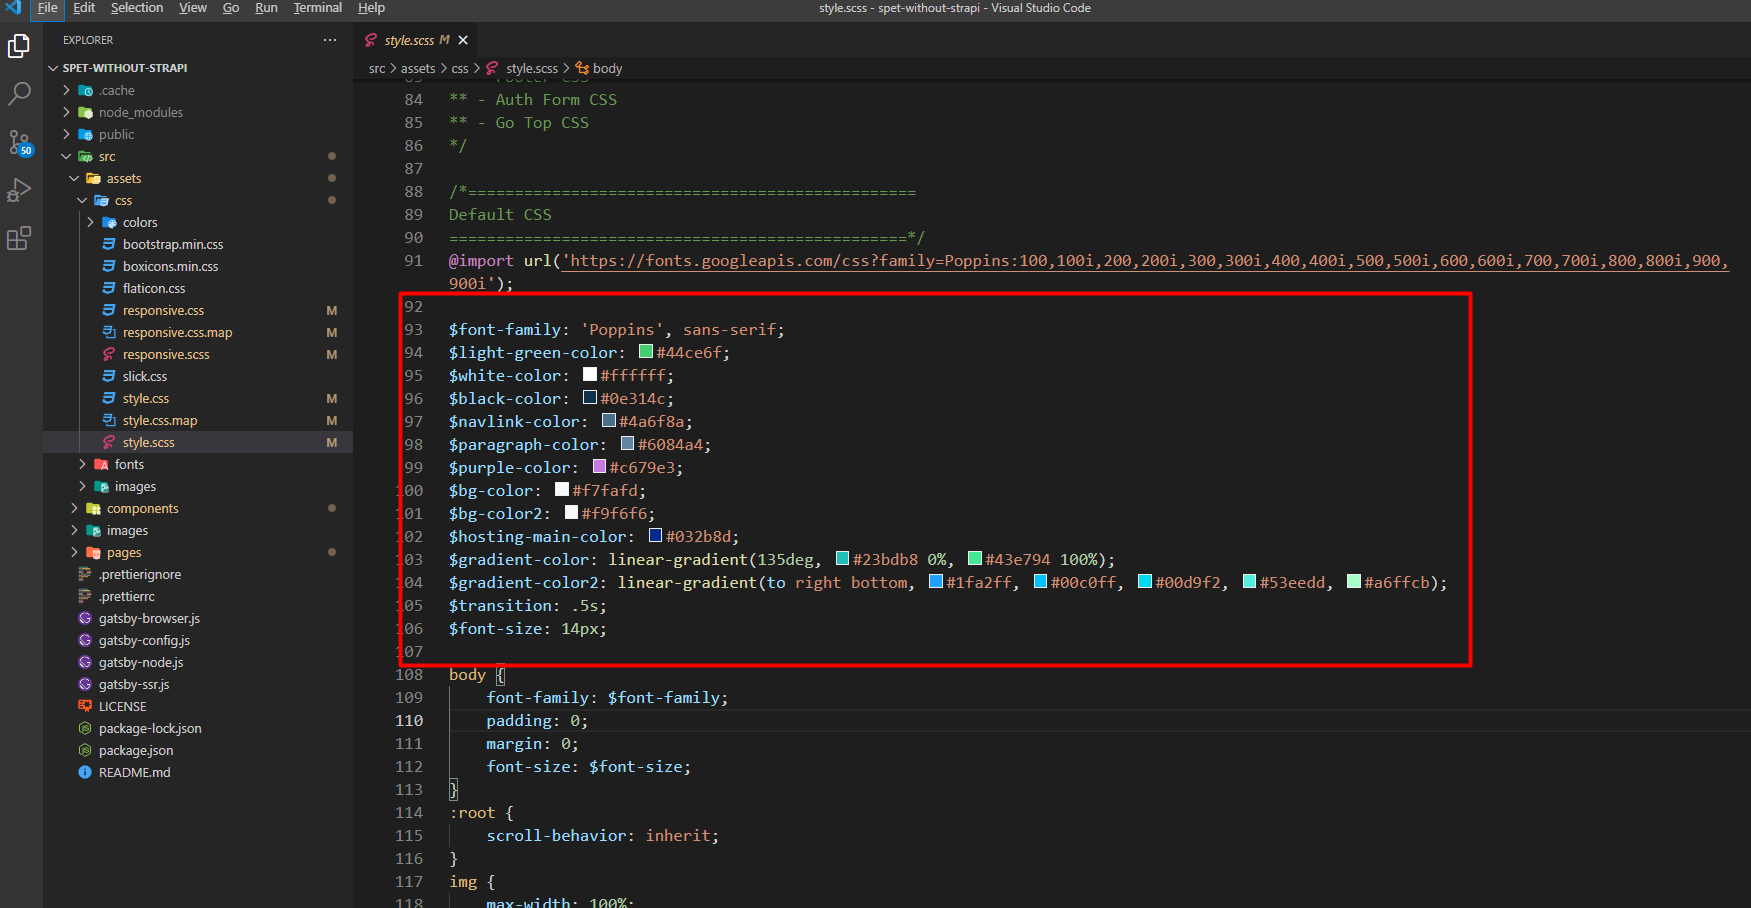 File Edit Selection View Go Run Terminal Help
style.scss - spet-without-strapi - Visual Studio Code
EXPLORER
SPET-WITHOUT-STRAPI
.cache
node_modules
public
src
assets
css
colors
bootstrap.min.css
boxicons.min.css
flaticon.css
responsive.css M
responsive.css.map M
responsive.scss M
slick.css
style.css M
style.css.map M
style.scss M
fonts
images
components
images
pages
.prettierignore
.prettierrc
gatsby-browser.js
gatsby-config.js
gatsby-node.js
gatsby-ssr.js
LICENSE
package-lock.json
package.json
README.md
50
style.scss M
src > assets > css > style.scss > body
84 ** - Auth Form CSS
85 ** - Go Top CSS
86 */
87
88 /*================================================
89 Default CSS
90 =================================================*/
91 @import url('https://fonts.googleapis.com/css?family=Poppins:100,100i,200,200i,300,300i,400,400i,500,500i,600,600i,700,700i,800,800i,900,
900i');
92
93 $font-family: 'Poppins', sans-serif;
94 $light-green-color: #44ce6f;
95 $white-color: #ffffff;
96 $black-color: #0e314c;
97 $navlink-color: #4a6f8a;
98 $paragraph-color: #6084a4;
99 $purple-color: #c679e3;
100 $bg-color: #f7fafd;
101 $bg-color2: #f9f6f6;
102 $hosting-main-color: #032b8d;
103 $gradient-color: linear-gradient(135deg, #23bdb8 0%, #43e794 100%);
104 $gradient-color2: linear-gradient(to right bottom, #1fa2ff, #00c0ff, #00d9f2, #53eedd, #a6ffcb);
105 $transition: .5s;
106 $font-size: 14px;
107
108 body {
109 font-family: $font-family;
110 padding: 0;
111 margin: 0;
112 font-size: $font-size;
113 }
114 :root {
115 scroll-behavior: inherit;
116 }
117 img {
118 max-width: 100%;